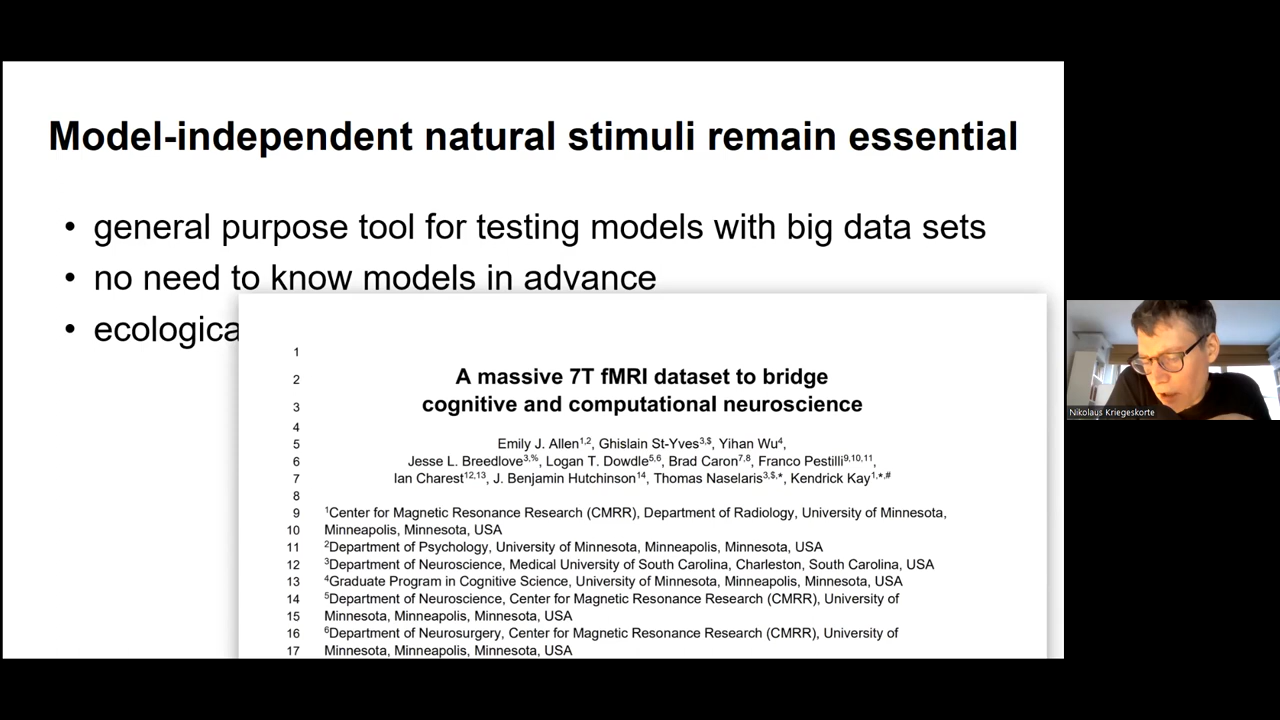 Model-independent natural stimuli remain essential
• general purpose tool for testing models with big data sets
• no need to know models in advance
• ecologica
1
2 A massive 7T fMRI dataset to bridge
3 cognitive and computational neuroscience
4
5 Emily J. Allen1,2, Ghislain St-Yves3,$, Yihan Wu4,
6 Jesse L. Breedlove3,%, Logan T. Dowdle5,6, Brad Caron7,8, Franco Pestilli9,10,11,
7 Ian Charest12,13, J. Benjamin Hutchinson14, Thomas Naselaris3,$,*, Kendrick Kay1,*,#
8
9 1Center for Magnetic Resonance Research (CMRR), Department of Radiology, University of Minnesota,
10 Minneapolis, Minnesota, USA
11 2Department of Psychology, University of Minnesota, Minneapolis, Minnesota, USA
12 3Department of Neuroscience, Medical University of South Carolina, Charleston, South Carolina, USA
13 4Graduate Program in Cognitive Science, University of Minnesota, Minneapolis, Minnesota, USA
14 5Department of Neuroscience, Center for Magnetic Resonance Research (CMRR), University of
15 Minnesota, Minneapolis, Minnesota, USA
16 6Department of Neurosurgery, Center for Magnetic Resonance Research (CMRR), University of
17 Minnesota, Minneapolis, Minnesota, USA
Nikolaus Kriegeskorte